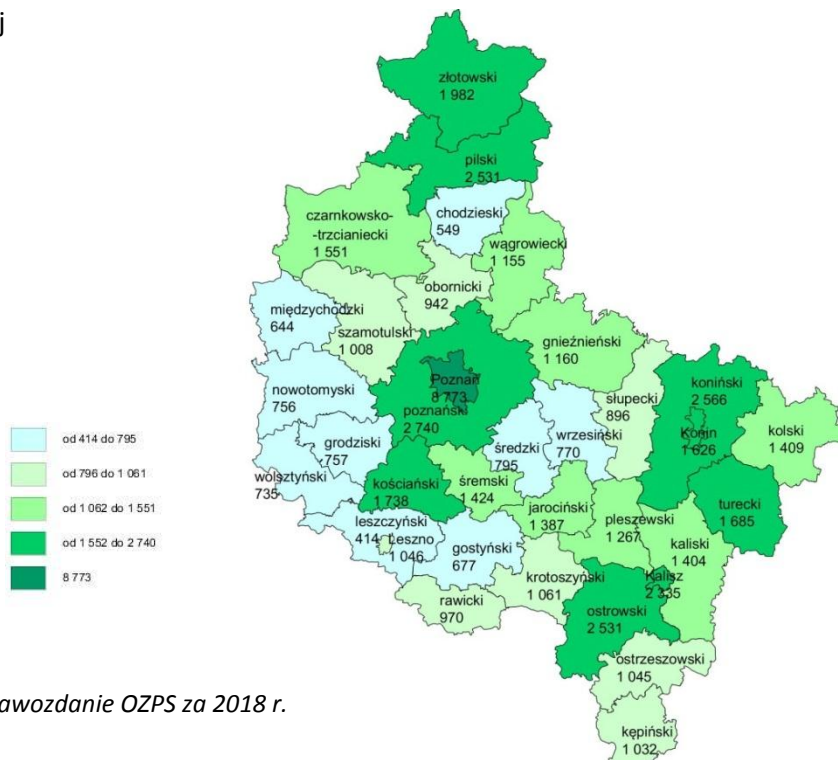 j
złotowski
1 982
pilski
2 531
chodzieski
549
czarnkowsko-
-trzcianiecki
1 551
wągrowiecki
1 155
obornicki
942
międzychodzki
644
szamotulski
1 008
gnieźnieński
1 160
Poznań
8 773
poznański
2 740
nowotomyski
756
słupecki
896
koniński
2 566
Konin
1 626
kolski
1 409
grodziski
757
średzki
795
wrzesiński
770
wolsztyński
735
kościański
1 738
śremski
1 424
turecki
1 685
jarociński
1 387
pleszewski
1 267
leszczyński
414
Leszno
1 046
gostyński
677
kaliski
1 404
krotoszyński
1 061
Kalisz
2 335
rawicki
970
ostrowski
2 531
ostrzeszowski
1 045
kępiński
1 032
od 414 do 795
od 796 do 1 061
od 1 062 do 1 551
od 1 552 do 2 740
8 773
awozdanie OZPS za 2018 r.